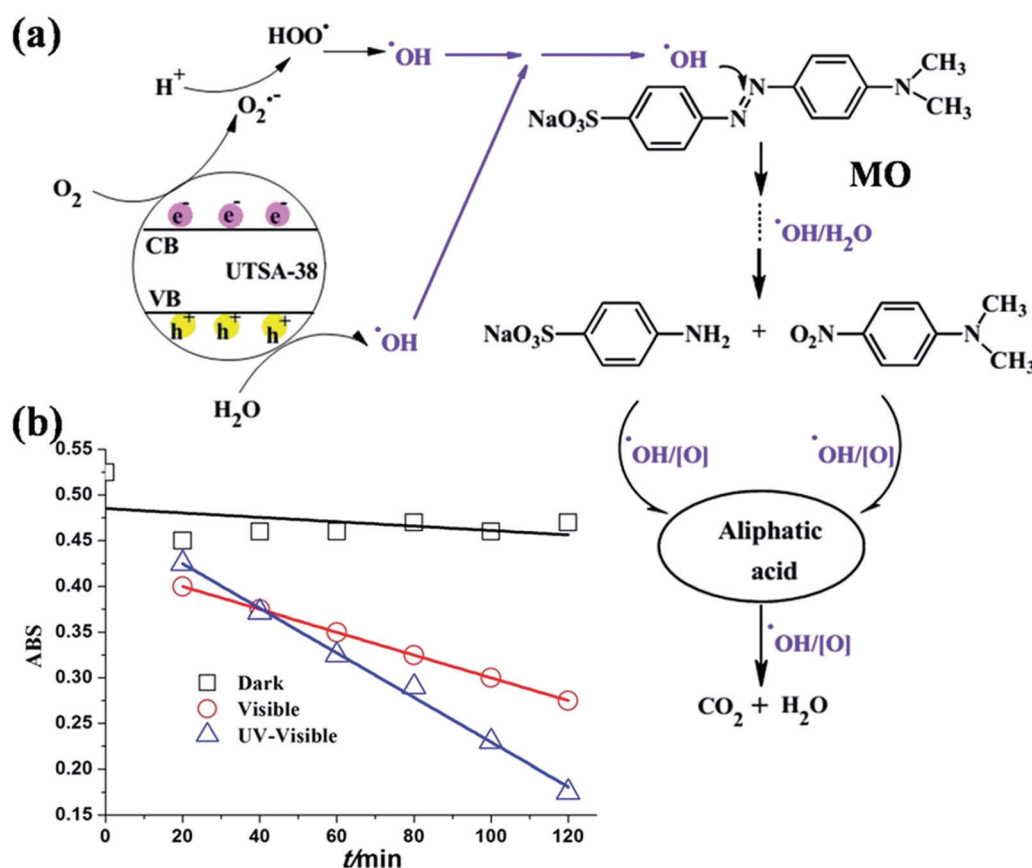 (a)
HOO•
•OH
•OH
H⁺
O₂•⁻
O₂
e⁻ e⁻ e⁻
CB
UTSA-38
VB
h⁺ h⁺ h⁺
•OH
H₂O
N
N
N
CH₃
CH₃
NaO₃S
MO
•OH/H₂O
NaO₃S
NH₂
+
O₂N
N
CH₃
CH₃
•OH/[O]
•OH/[O]
Aliphatic
acid
•OH/[O]
CO₂ + H₂O
(b)
0.55
0.50
0.45
0.40
0.35
0.30
0.25
0.20
0.15
ABS
Dark
Visible
UV-Visible
0 20 40 60 80 100 120
t/min